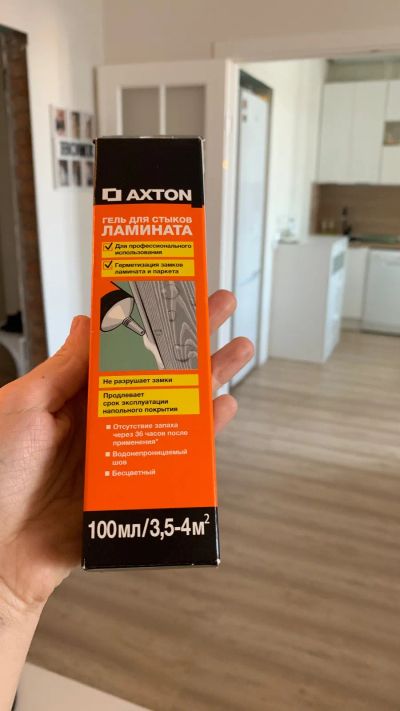 AXTON
ГЕЛЬ ДЛЯ СТЫКОВ
ЛАМИНАТА
Для профессионального
использования
Герметизация замков
ламината и паркета
Не разрушает замки
Продлевает
срок эксплуатации
напольного покрытия
Отсутствие запаха
через 36 часов после
применения*
Водонепроницаемый
шов
Бесцветный
100мл/3,5-4м²